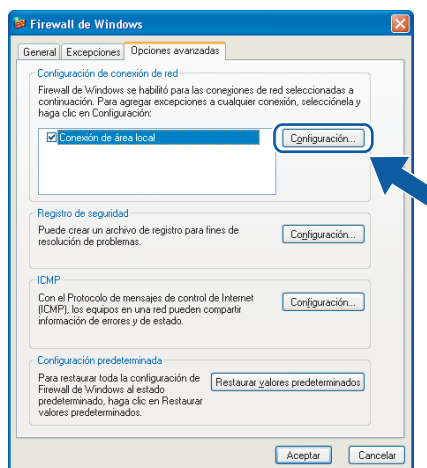 Firewall de Windows
General Excepciones Opciones avanzadas
Configuración de conexión de red
Firewall de Windows se habilitó para las conexiones de red seleccionadas a
continuación. Para agregar excepciones a cualquier conexión, selecciónela y
haga clic en Configuración:
Conexión de área local
Configuración...
Registro de seguridad
Puede crear un archivo de registro para fines de
resolución de problemas.
Configuración...
ICMP
Con el Protocolo de mensajes de control de Internet
(ICMP), los equipos en una red pueden compartir
información de errores y de estado.
Configuración...
Configuración predeterminada
Para restaurar toda la configuración de
Firewall de Windows al estado
predeterminado, haga clic en Restaurar
valores predeterminados.
Restaurar valores predeterminados
Aceptar Cancelar